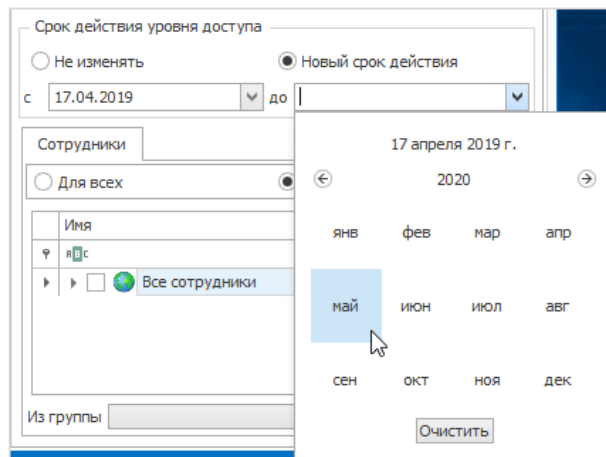 Срок действия уровня доступа
Не изменять
Новый срок действия
с 17.04.2019 до
Сотрудники
17 апреля 2019 г.
Для всех
2020
Имя
янв фев мар апр
ABC
Все сотрудники
май июн июл авг
сен окт ноя дек
Из группы
Очистить